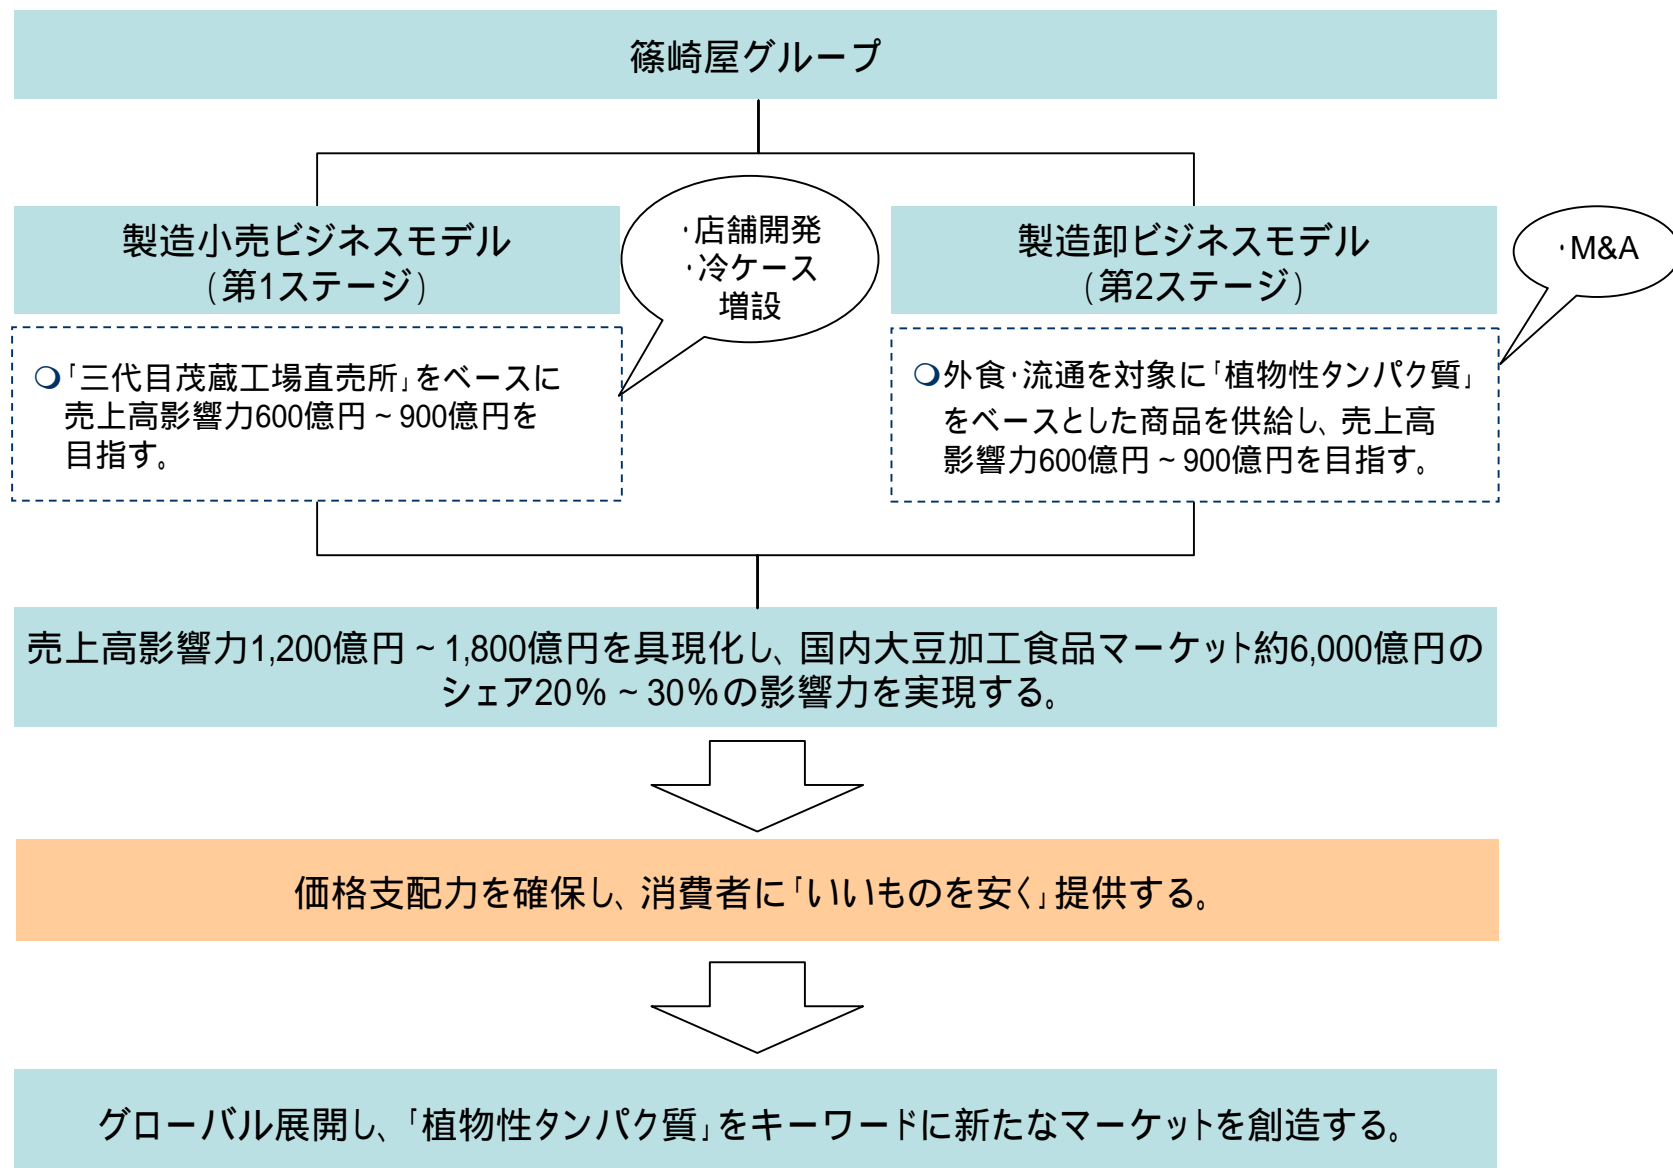 篠崎屋グループ
製造小売ビジネスモデル
(第1ステージ)
・店舗開発
・冷ケース
増設
製造卸ビジネスモデル
(第2ステージ)
・M&A
○「三代目茂蔵工場直売所」をベースに
売上高影響力600億円～900億円を
目指す。
○外食・流通を対象に「植物性タンパク質」
をベースとした商品を供給し、売上高
影響力600億円～900億円を目指す。
売上高影響力1,200億円～1,800億円を具現化し、国内大豆加工食品マーケット約6,000億円の
シェア20％～30％の影響力を実現する。
価格支配力を確保し、消費者に「いいものを安く」提供する。
グローバル展開し、「植物性タンパク質」をキーワードに新たなマーケットを創造する。